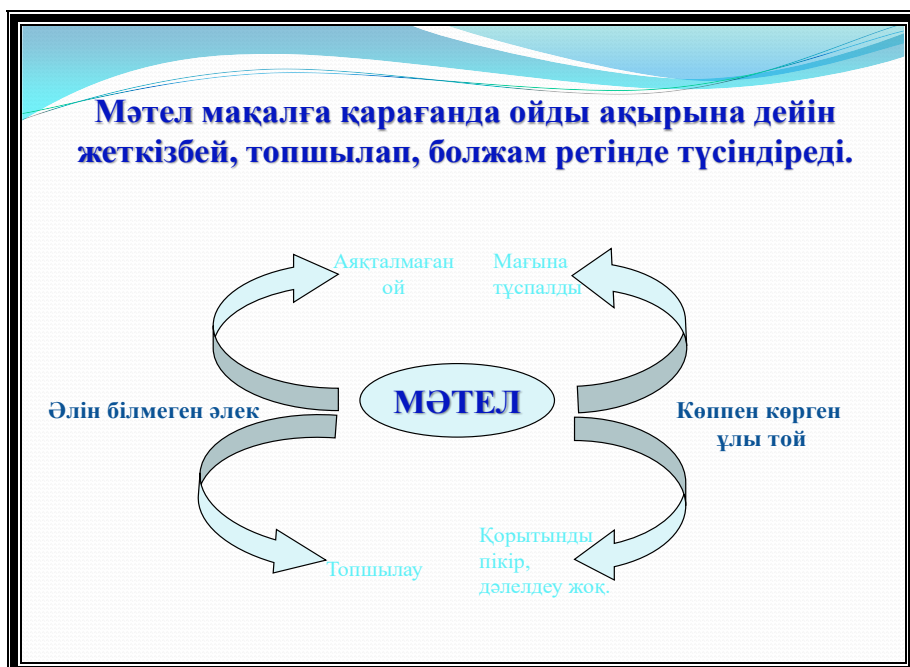 Мәтел мақалға қарағанда ойды ақырына дейін
жеткізбей, топшылап, болжам ретінде түсіндіреді.
Аяқталмаған
ой
Мағына
тұспалды
МӘТЕЛ
Әлін білмеген әлек
Көппен көрген
ұлы той
Топшылау
Қорытынды
пікір,
дәлелдеу жоқ.